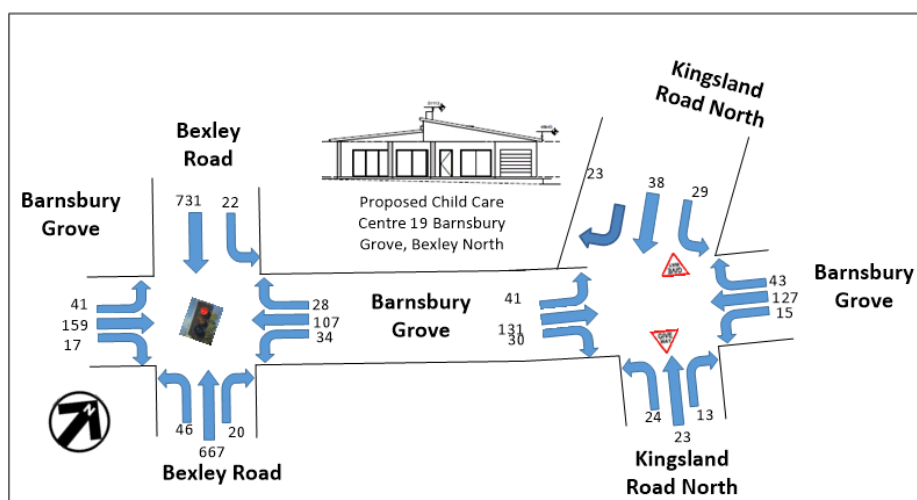 Kingsland
Road North
Bexley
Road
Barnsbury
Grove
731
22
23
38
29
Proposed Child Care
Centre 19 Barnsbury
Grove, Bexley North
41
159
17
28
107
34
Barnsbury
Grove
41
131
30
43
127
15
Barnsbury
Grove
GIVE
WAY
46
667
20
24
23
13
N
Bexley Road
Kingsland
Road North